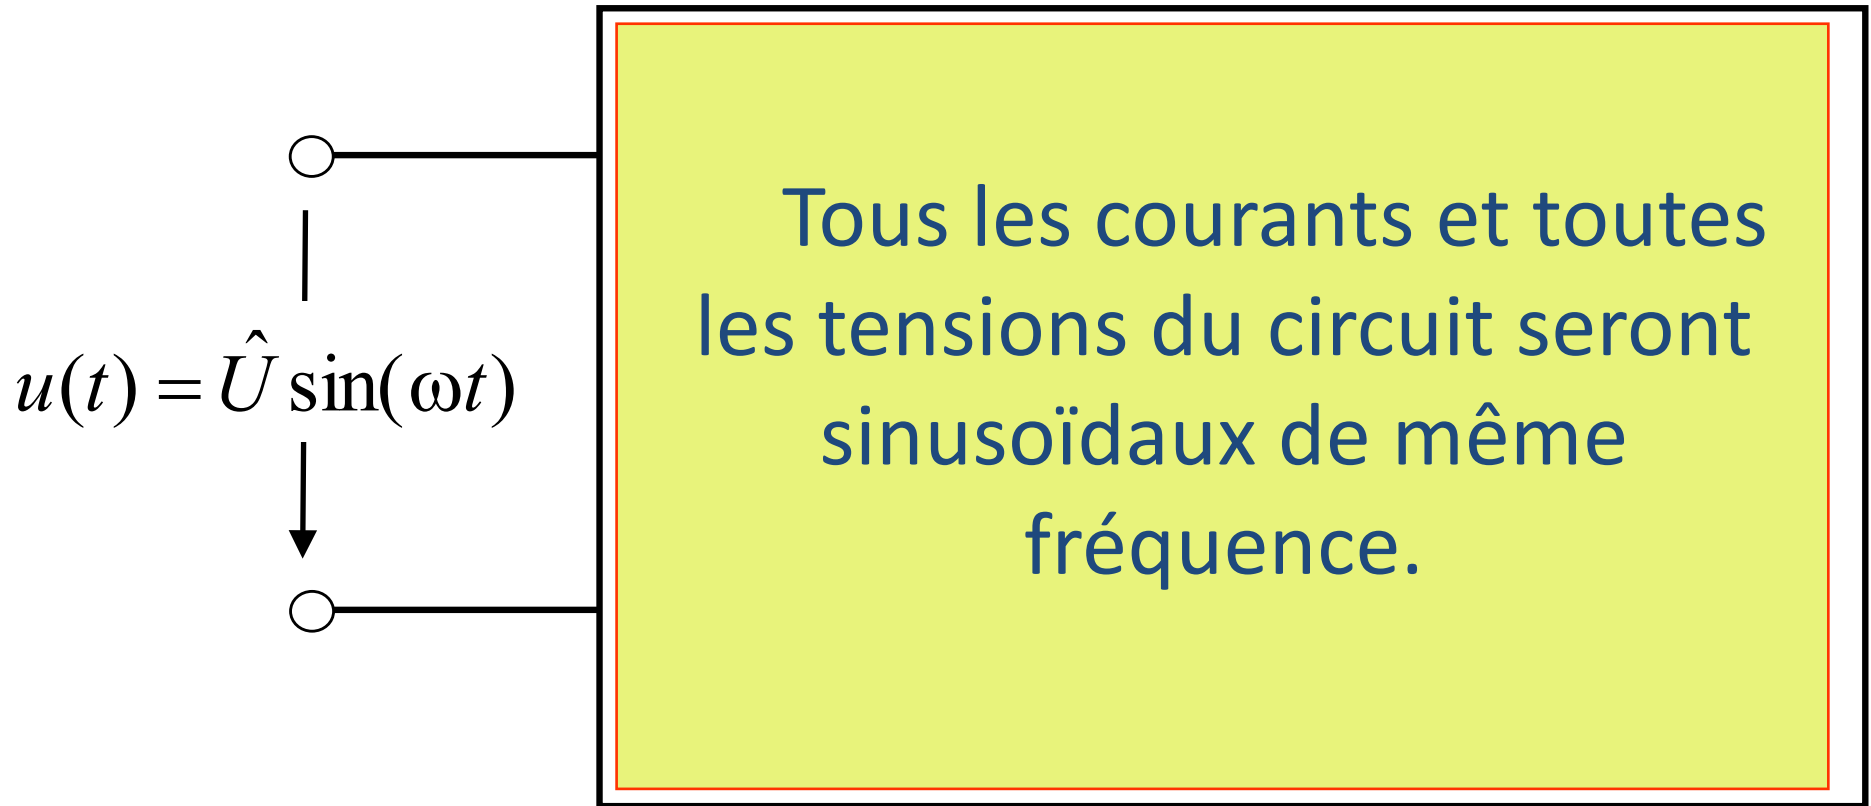 u(t) = Û sin(ωt)
Tous les courants et toutes
les tensions du circuit seront
sinusoïdaux de même
fréquence.